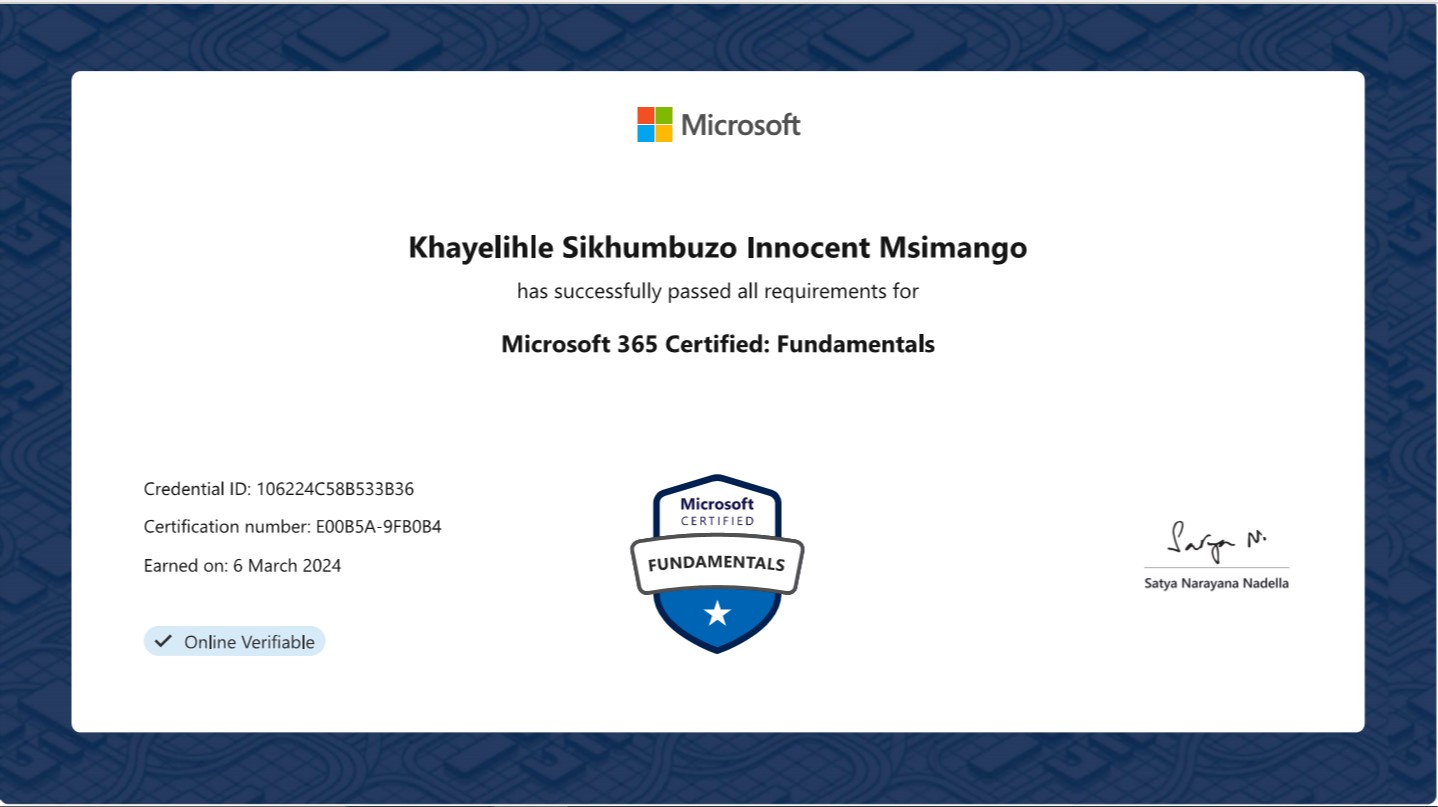 Microsoft
Khayelihle Sikhumbuzo Innocent Msimango
has successfully passed all requirements for
Microsoft 365 Certified: Fundamentals
Credential ID: 106224C58B533B36
Certification number: E00B5A-9FB0B4
Earned on: 6 March 2024
Online Verifiable
Microsoft
CERTIFIED
FUNDAMENTALS
Satya N.
Satya Narayana Nadella